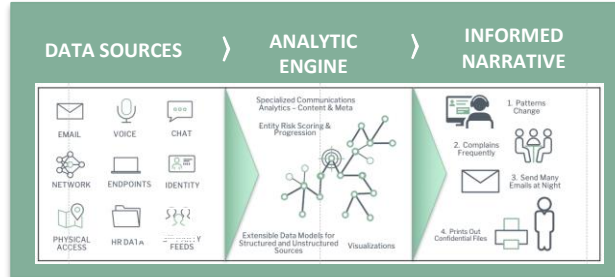 DATA SOURCES
〉
ANALYTIC
ENGINE
〉
INFORMED
NARRATIVE
EMAIL
VOICE
CHAT
NETWORK
ENDPOINTS
IDENTITY
PHYSICAL
ACCESS
HR DATA
FEEDS
Specialized Communications
Analytics – Content & Meta
Entity Risk Scoring &
Progression
Extensible Data Models for
Structured and Unstructured
Sources
Visualizations
1. Patterns
Change
2. Complains
Frequently
3. Send Many
Emails at Night
4. Prints Out
Confidential Files